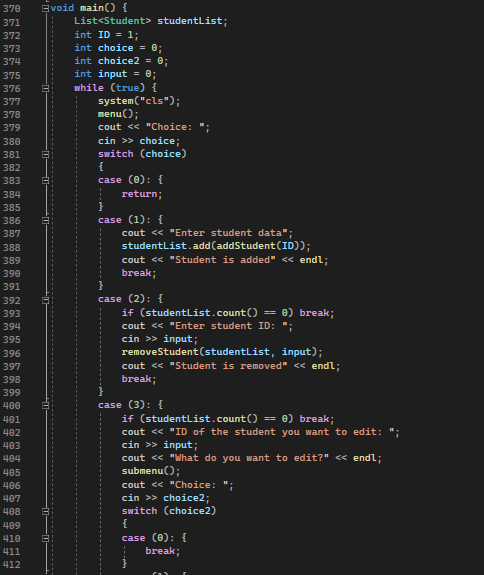 370 void main() {
371 List<Student> studentList;
372 int ID = 1;
373 int choice = 0;
374 int choice2 = 0;
375 int input = 0;
376 while (true) {
377 system("cls");
378 menu();
379 cout << "Choice: ";
380 cin >> choice;
381 switch (choice)
382 {
383 case (0): {
384 return;
385 }
386 case (1): {
387 cout << "Enter student data";
388 studentList.add(addStudent(ID));
389 cout << "Student is added" << endl;
390 break;
391 }
392 case (2): {
393 if (studentList.count() == 0) break;
394 cout << "Enter student ID: ";
395 cin >> input;
396 removeStudent(studentList, input);
397 cout << "Student is removed" << endl;
398 break;
399 }
400 case (3): {
401 if (studentList.count() == 0) break;
402 cout << "ID of the student you want to edit: ";
403 cin >> input;
404 cout << "What do you want to edit?" << endl;
405 submenu();
406 cout << "Choice: ";
407 cin >> choice2;
408 switch (choice2)
409 {
410 case (0): {
411 break;
412 }